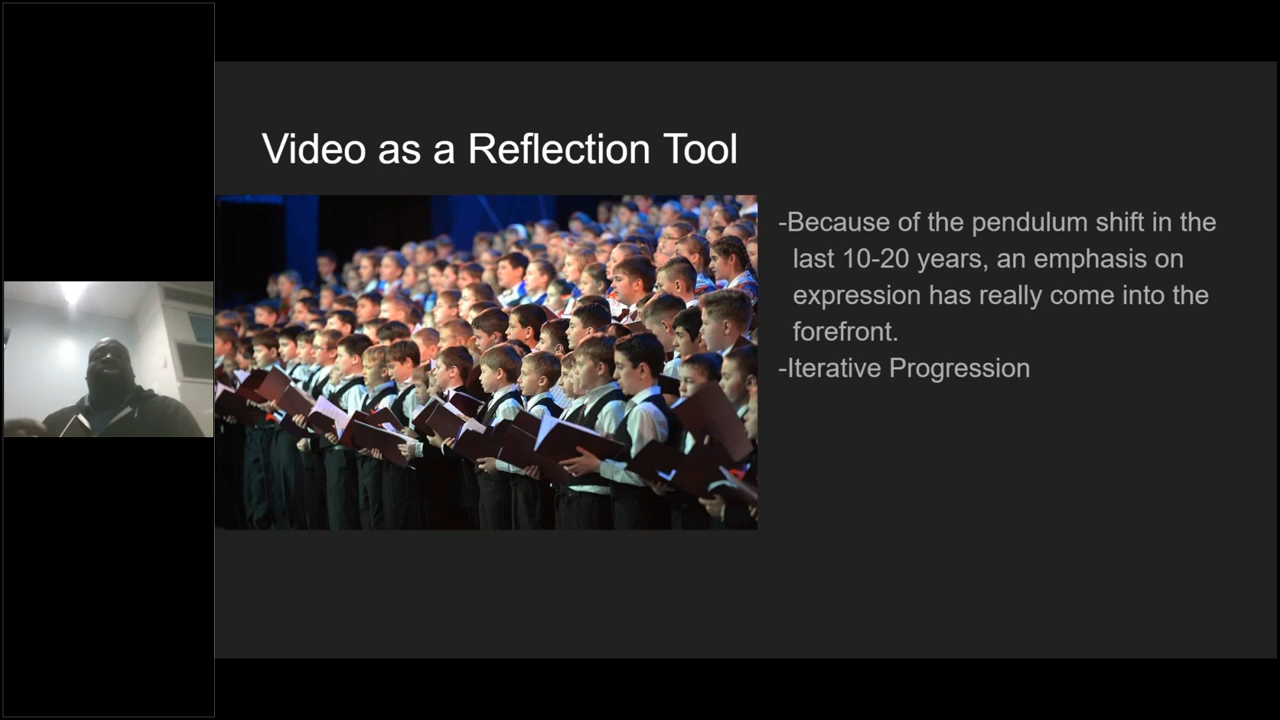 Video as a Reflection Tool
-Because of the pendulum shift in the
last 10-20 years, an emphasis on
expression has really come into the
forefront.
-Iterative Progression